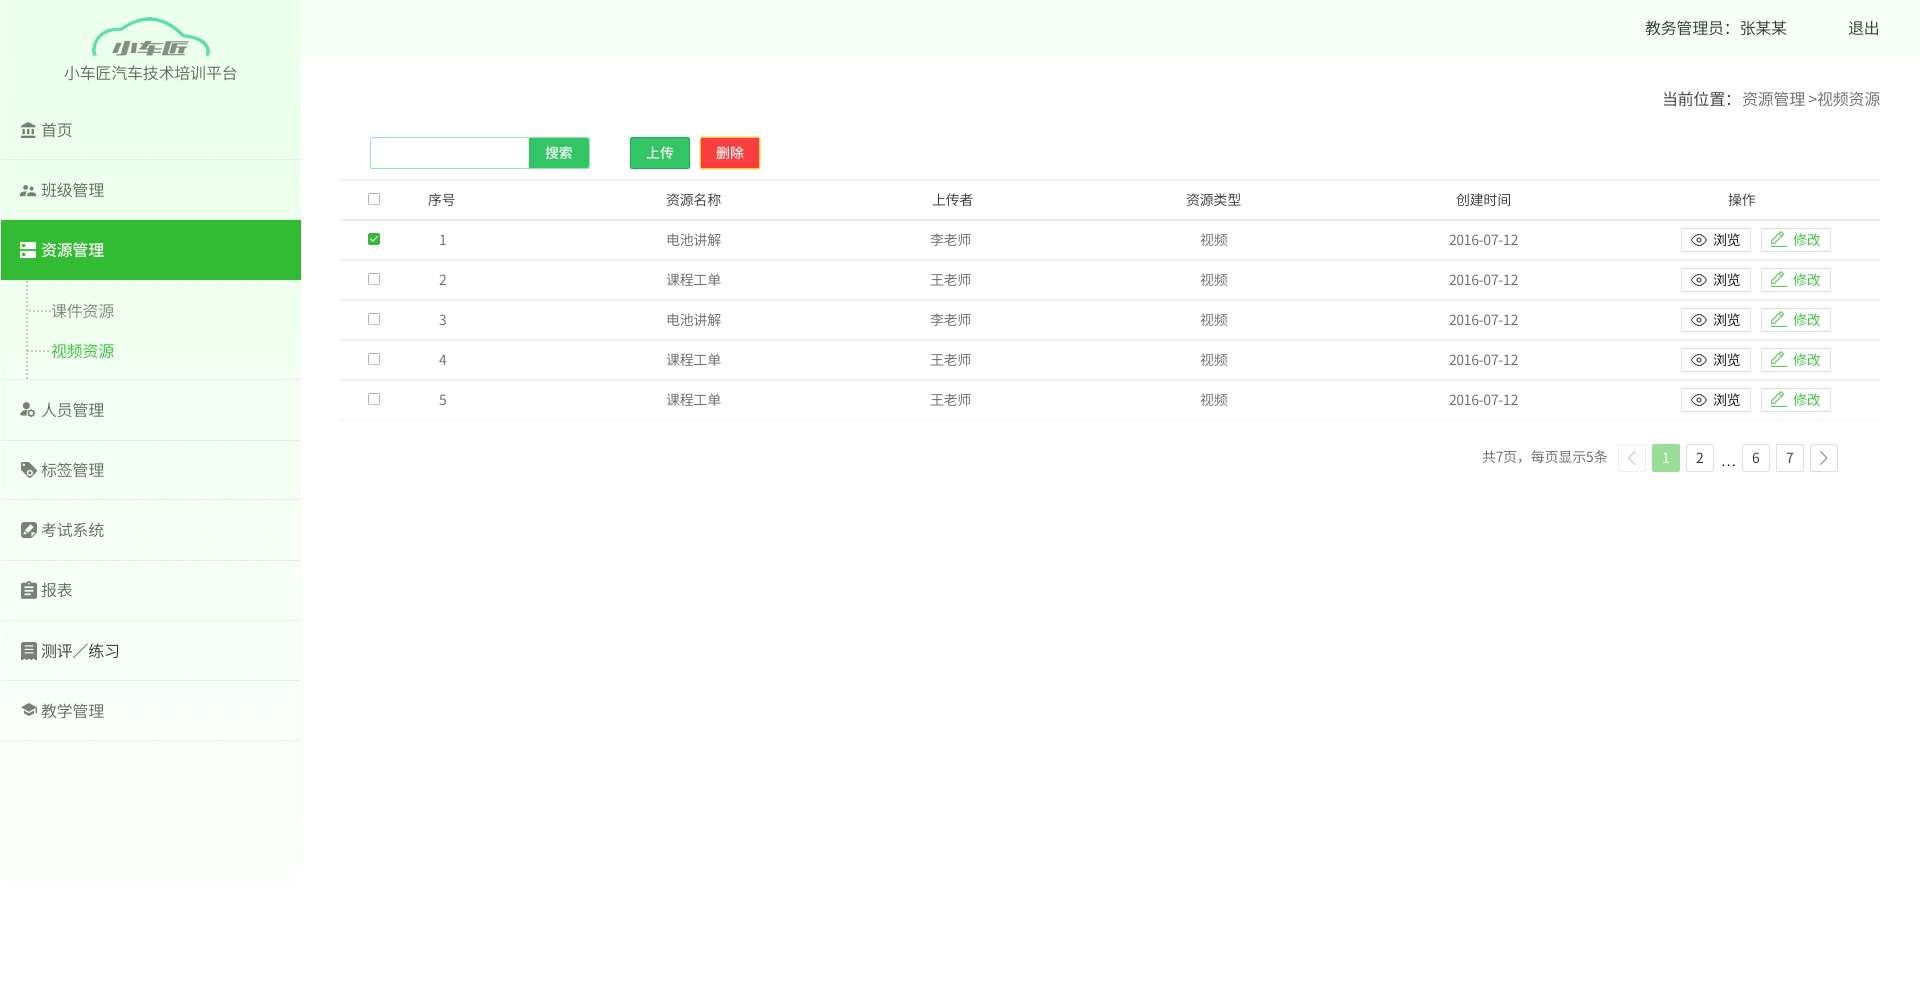 小车匠
小车匠汽车技术培训平台
教务管理员：张某某 退出
当前位置：资源管理 >视频资源
首页
班级管理
资源管理
课件资源
视频资源
人员管理
标签管理
考试系统
报表
测评／练习
教学管理
搜索 上传 删除
序号 资源名称 上传者 资源类型 创建时间 操作
1 电池讲解 李老师 视频 2016-07-12 浏览 修改
2 课程工单 王老师 视频 2016-07-12 浏览 修改
3 电池讲解 李老师 视频 2016-07-12 浏览 修改
4 课程工单 王老师 视频 2016-07-12 浏览 修改
5 课程工单 王老师 视频 2016-07-12 浏览 修改
共7页，每页显示5条 1 2 ... 6 7